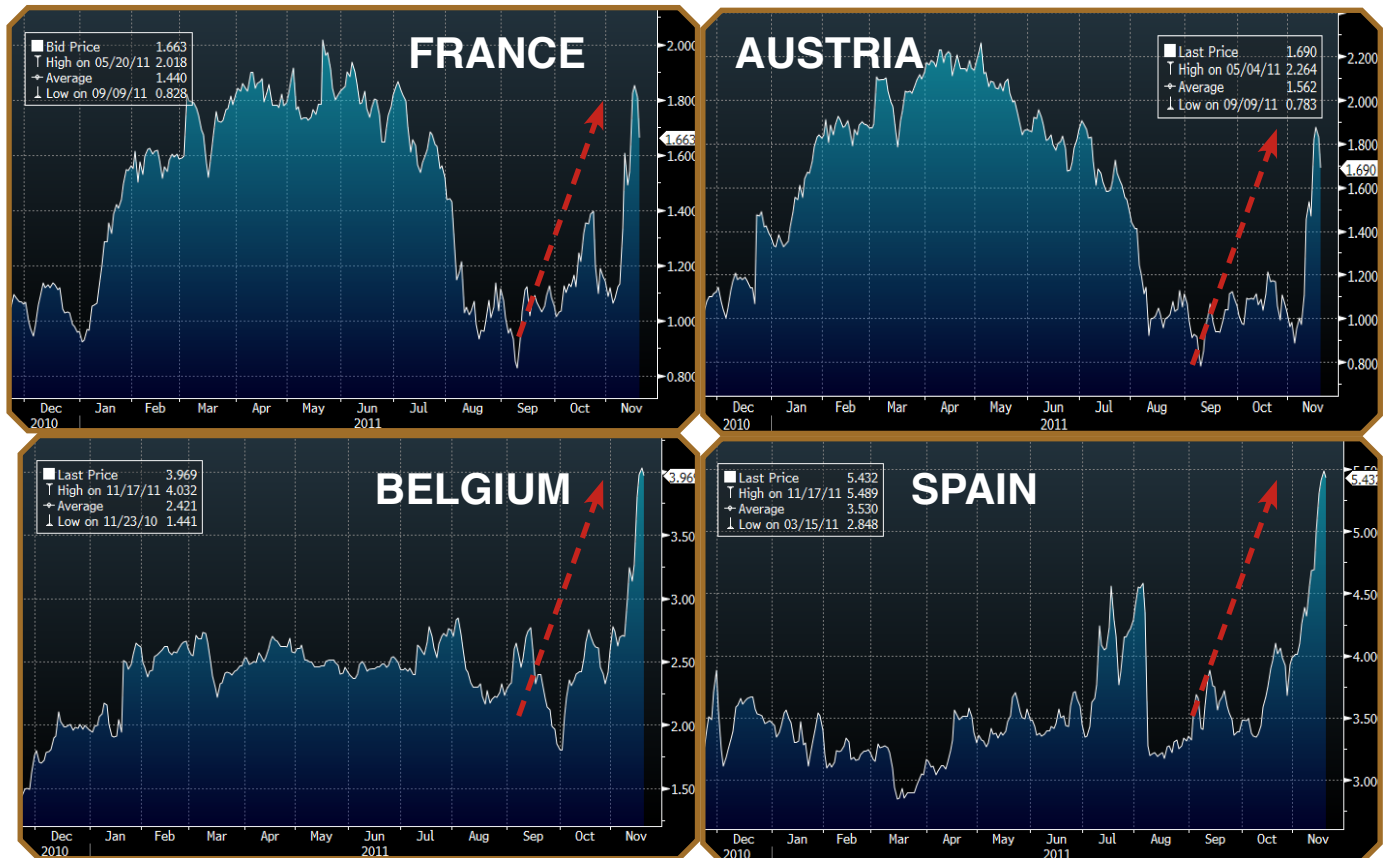 FRANCE
Bid Price 1.663
High on 05/20/11 2.018
Average 1.440
Low on 09/09/11 0.828
2.000
1.800
1.663
1.600
1.400
1.200
1.000
0.800
Dec Jan Feb Mar Apr May Jun Jul Aug Sep Oct Nov
2010 2011
AUSTRIA
Last Price 1.690
High on 05/04/11 2.264
Average 1.562
Low on 09/09/11 0.783
2.200
2.000
1.800
1.690
1.600
1.400
1.200
1.000
0.800
Dec Jan Feb Mar Apr May Jun Jul Aug Sep Oct Nov
2010 2011
BELGIUM
Last Price 3.969
High on 11/17/11 4.032
Average 2.421
Low on 11/23/10 1.441
3.969
3.50
3.00
2.50
2.00
1.50
Dec Jan Feb Mar Apr May Jun Jul Aug Sep Oct Nov
2010 2011
SPAIN
Last Price 5.432
High on 11/17/11 5.489
Average 3.530
Low on 03/15/11 2.848
5.432
5.00
4.50
4.00
3.50
3.00
Dec Jan Feb Mar Apr May Jun Jul Aug Sep Oct Nov
2010 2011